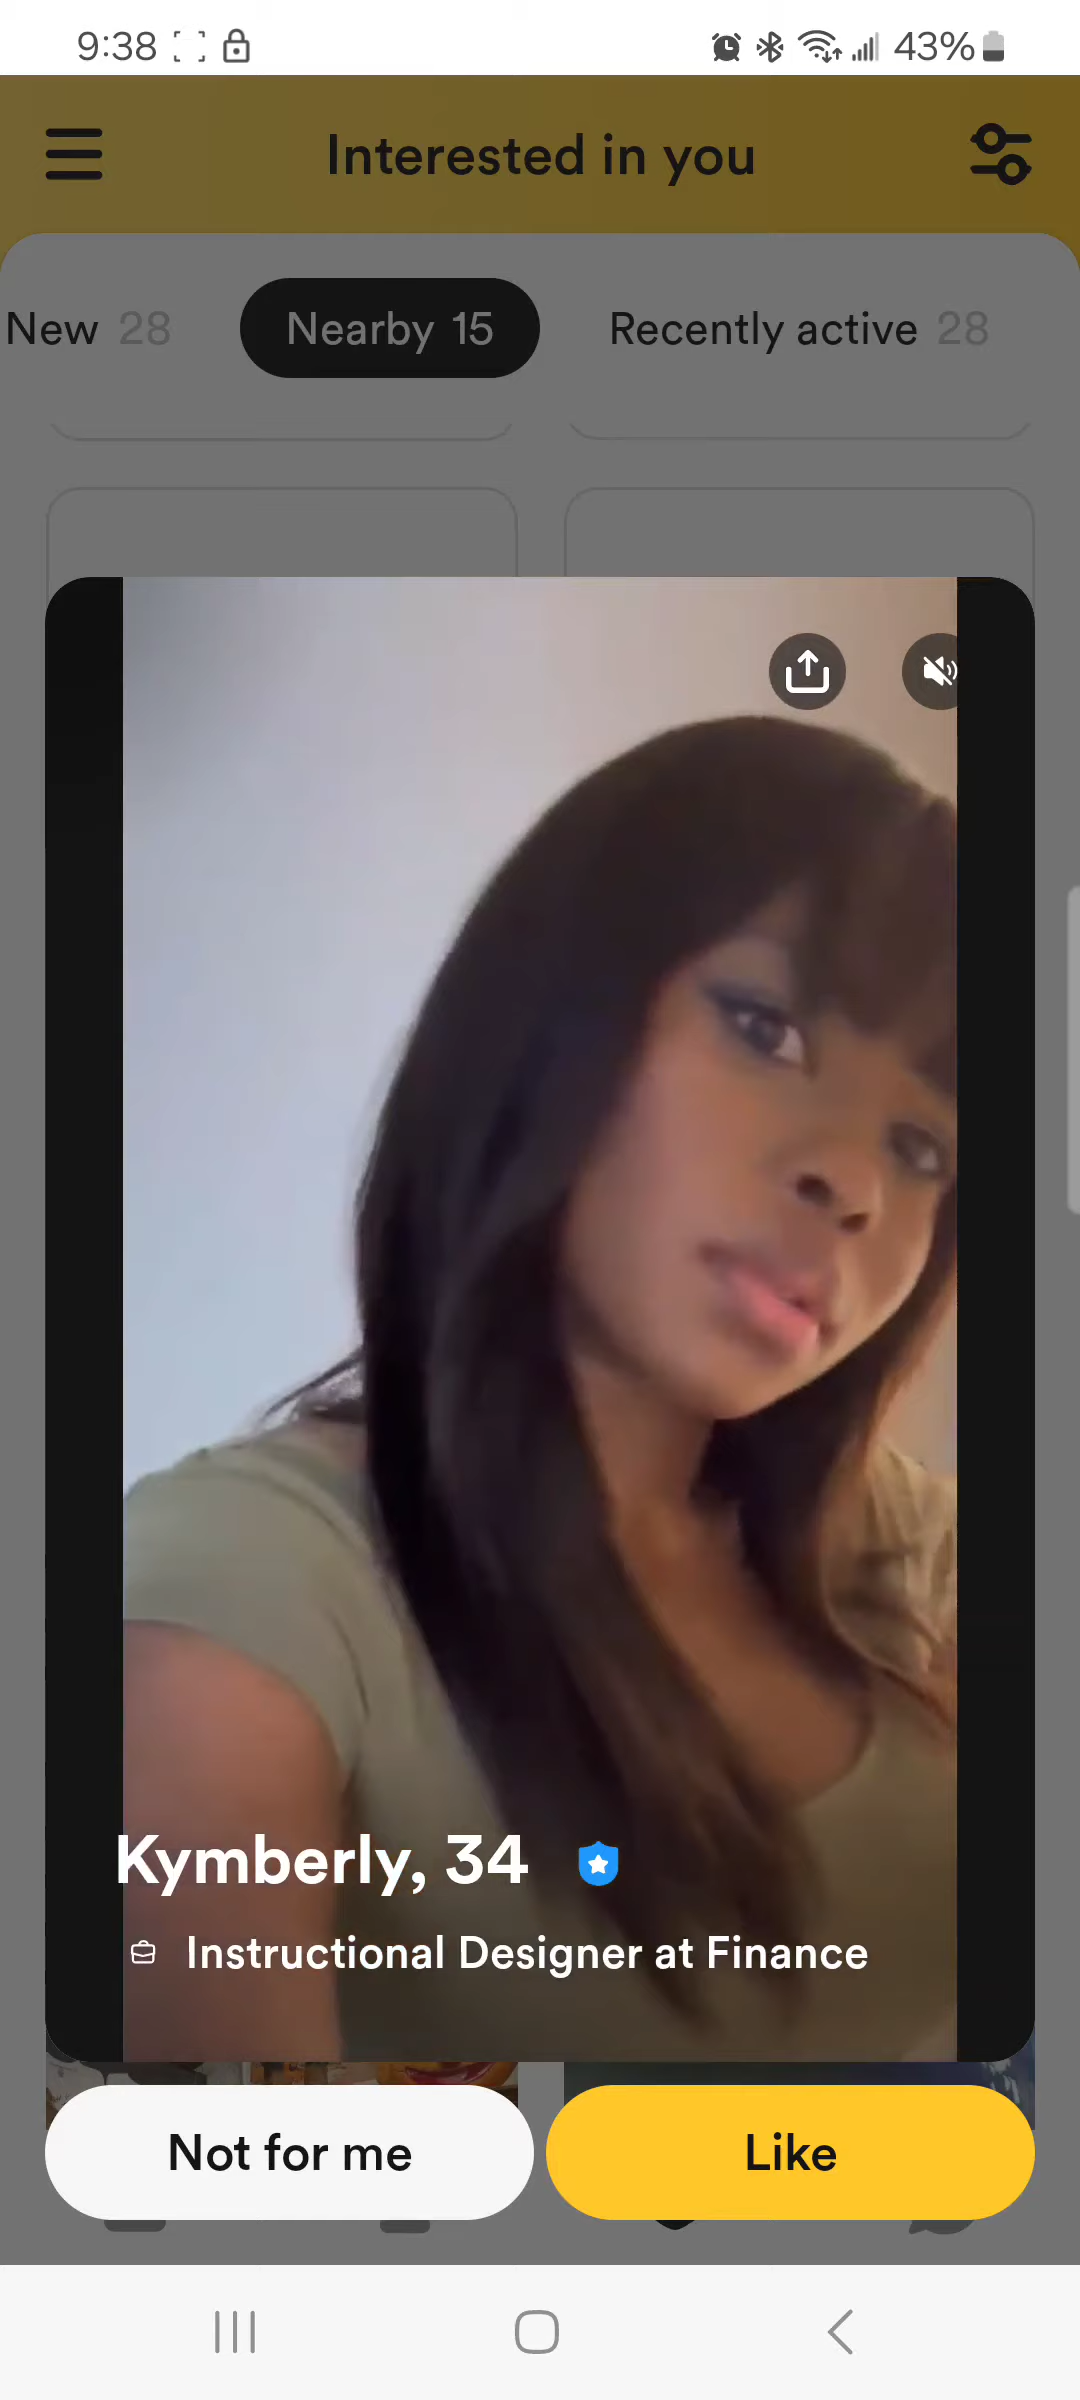 9:38 43%
Interested in you
New 28 Nearby 15 Recently active 28
Kymberly, 34
Instructional Designer at Finance
Not for me Like